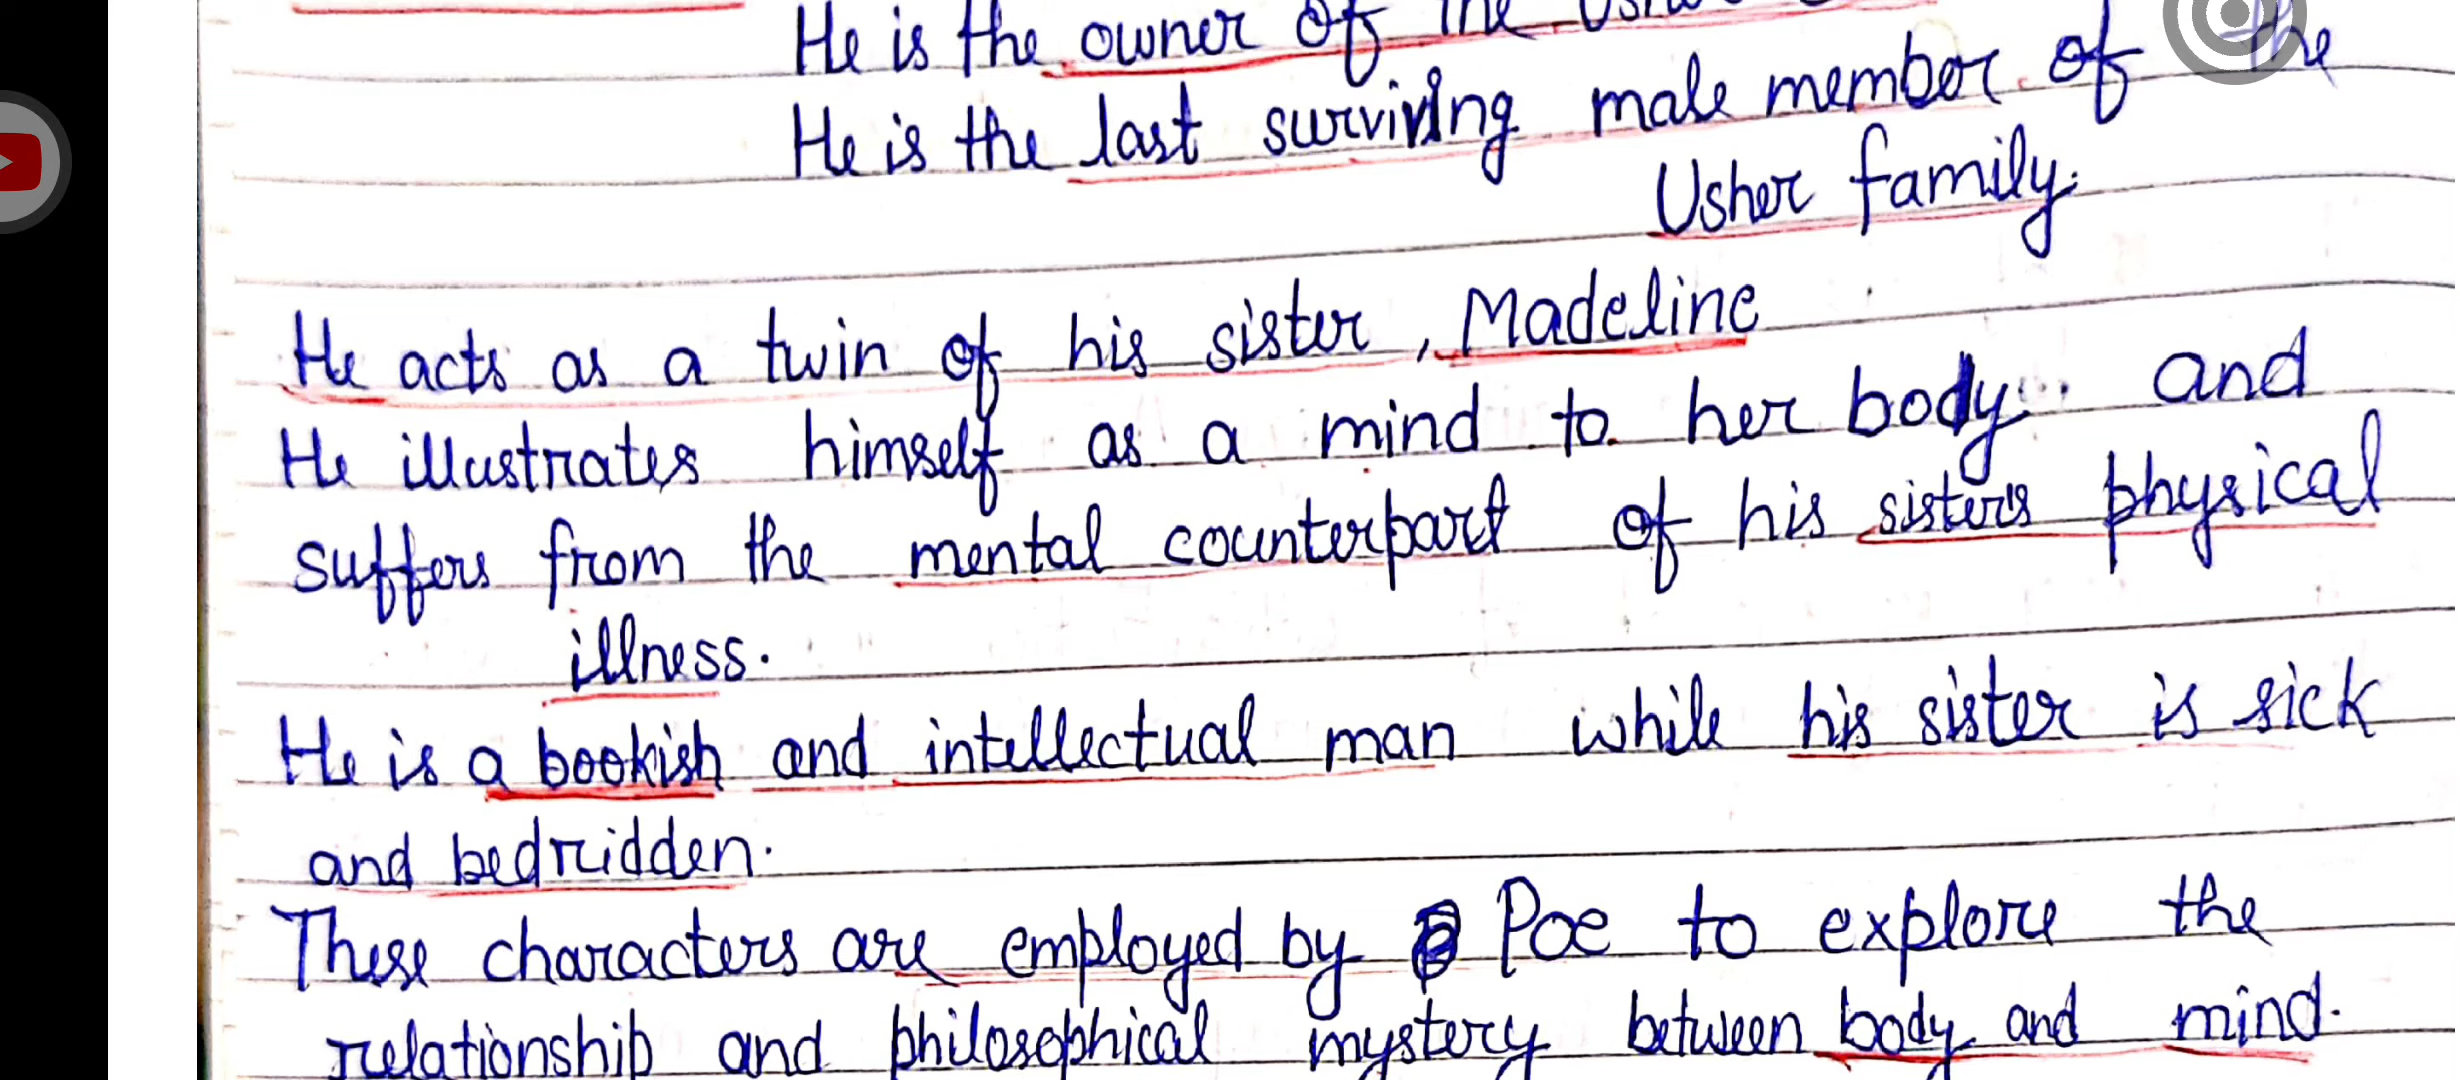 He is the owner of the
He is the last surviving male member of the
Usher family.
He acts as a twin of his sister, Madeline
He illustrates himself as a mind to her body and
suffers from the mental counterpart of his sister's physical
illness.
He is a bookish and intellectual man while his sister is sick
and bedridden.
These characters are employed by Poe to explore the
relationship and philosophical mystery between body and mind.